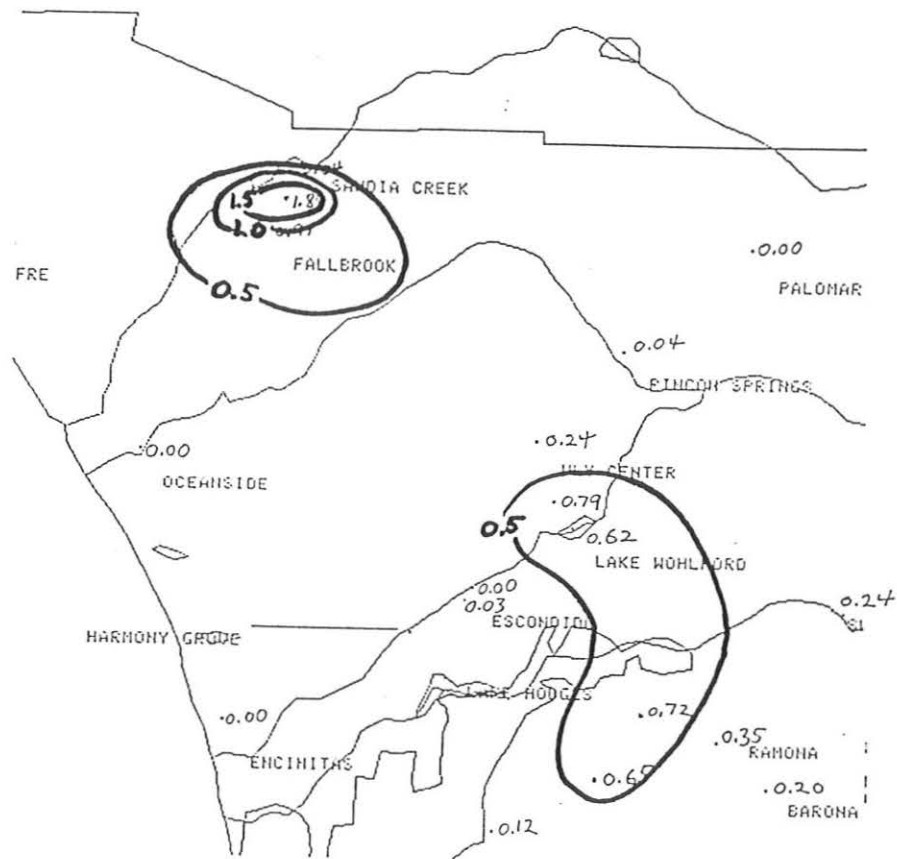 SANDIA CREEK
1.5
1.8
1.0
FALLBROOK
0.5
FRE
0.00
PALOMAR
0.04
RINCON SPRINGS
0.24
0.00
OCEANSIDE
CENTER
0.79
0.5
0.62
LAKE WOHLFORD
0.00
0.03
0.24
ESCONDIDO
SI
HARMONY GROVE
LAKE HODGES
0.00
0.72
0.35
RAMONA
ENCINITAS
0.65
0.20
BARONA
0.12